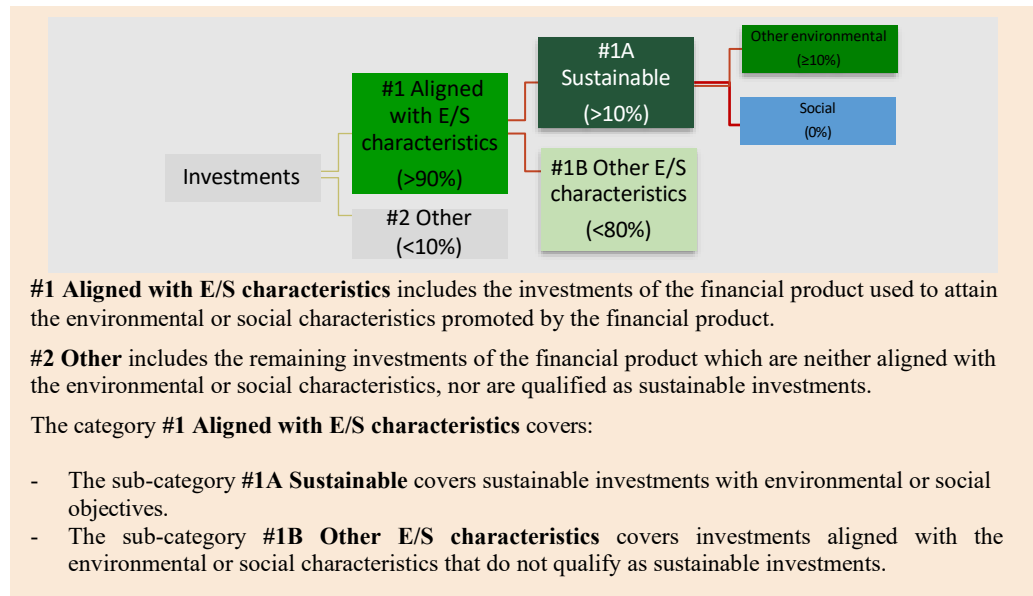 Investments
#1 Aligned
with E/S
characteristics
(>90%)
#2 Other
(<10%)
#1A
Sustainable
(>10%)
#1B Other E/S
characteristics
(<80%)
Other environmental
(≥10%)
Social
(0%)
#1 Aligned with E/S characteristics includes the investments of the financial product used to attain
the environmental or social characteristics promoted by the financial product.
#2 Other includes the remaining investments of the financial product which are neither aligned with
the environmental or social characteristics, nor are qualified as sustainable investments.
The category #1 Aligned with E/S characteristics covers:
- The sub-category #1A Sustainable covers sustainable investments with environmental or social
objectives.
- The sub-category #1B Other E/S characteristics covers investments aligned with the
environmental or social characteristics that do not qualify as sustainable investments.